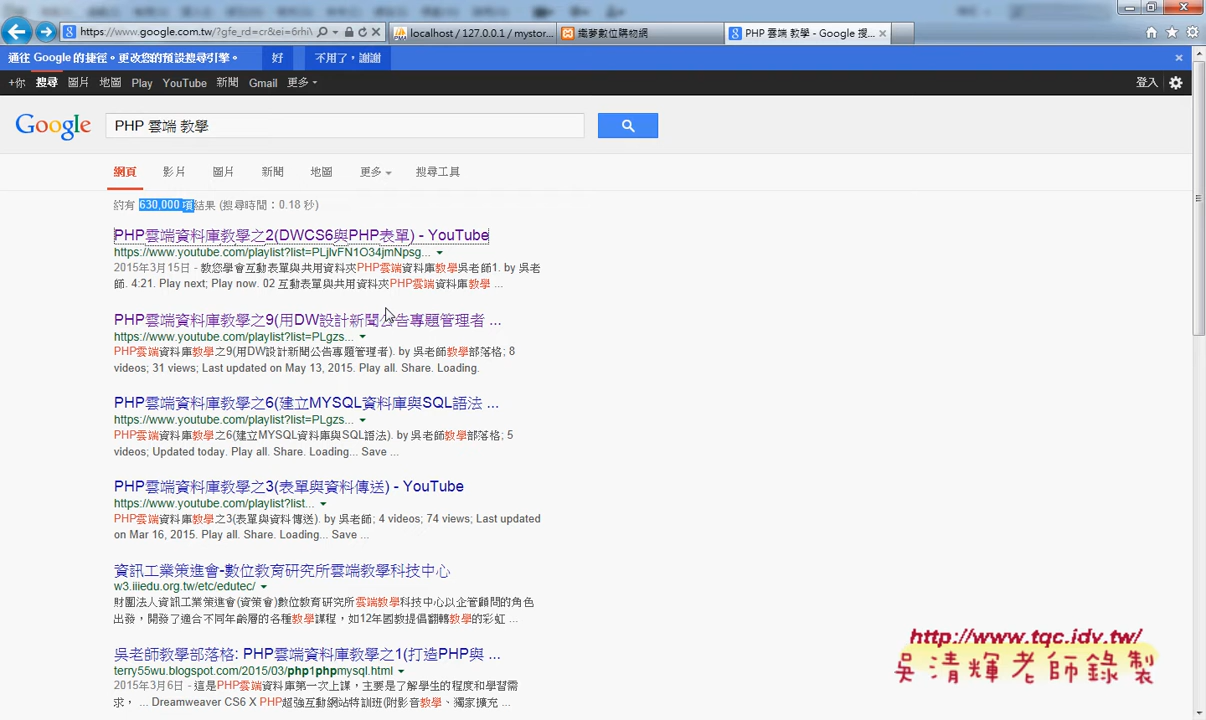 https://www.google.com.tw/?gfe_rd=cr&ei=6rhiV
localhost / 127.0.0.1 / mystor...
織夢數位購物網
PHP 雲端 教學 - Google 搜...
通往 Google 的捷徑。更改您的預設搜尋引擎。 好 不用了，謝謝
+你 搜尋 圖片 地圖 Play YouTube 新聞 Gmail 更多 登入
Google PHP 雲端 教學
網頁 影片 圖片 新聞 地圖 更多 搜尋工具
約有 630,000 項結果 (搜尋時間：0.18 秒)
PHP雲端資料庫教學之2(DWCS6與PHP表單) - YouTube
https://www.youtube.com/playlist?list=PLjlvFN1O34jmNpsg...
2015年3月15日 - 教您學會互動表單與共用資料夾PHP雲端資料庫教學吳老師1. by 吳老
師. 4:21. Play next; Play now. 02 互動表單與共用資料夾PHP雲端資料庫教學 ...
PHP雲端資料庫教學之9(用DW設計新聞公告專題管理者 ...
https://www.youtube.com/playlist?list=PLgzs...
PHP雲端資料庫教學之9(用DW設計新聞公告專題管理者). by 吳老師教學部落格; 8
videos; 31 views; Last updated on May 13, 2015. Play all. Share. Loading.
PHP雲端資料庫教學之6(建立MYSQL資料庫與SQL語法 ...
https://www.youtube.com/playlist?list=PLgzs...
PHP雲端資料庫教學之6(建立MYSQL資料庫與SQL語法). by 吳老師教學部落格; 5
videos; Updated today. Play all. Share. Loading... Save ...
PHP雲端資料庫教學之3(表單與資料傳送) - YouTube
https://www.youtube.com/playlist?list...
PHP雲端資料庫教學之3(表單與資料傳送). by 吳老師; 4 videos; 74 views; Last updated
on Mar 16, 2015. Play all. Share. Loading... Save ...
資訊工業策進會-數位教育研究所雲端教學科技中心
w3.iiiedu.org.tw/etc/edutec/
財團法人資訊工業策進會(資策會)數位教育研究所雲端教學科技中心以企管顧問的角色
出發，開發了適合不同年齡層的各種教學課程，如12年國教提倡翻轉教學的彩虹 ...
吳老師教學部落格: PHP雲端資料庫教學之1(打造PHP與 ...
terry55wu.blogspot.com/2015/03/php1phpmysql.html
2015年3月6日 - 這是PHP雲端資料庫第一次上課，主要是了解學生的程度和學習需
求， ... Dreamweaver CS6 X PHP超強互動網站特訓班(附影音教學、獨家擴充 ...
http://www.tqc.idv.tw/
吳清輝老師錄製